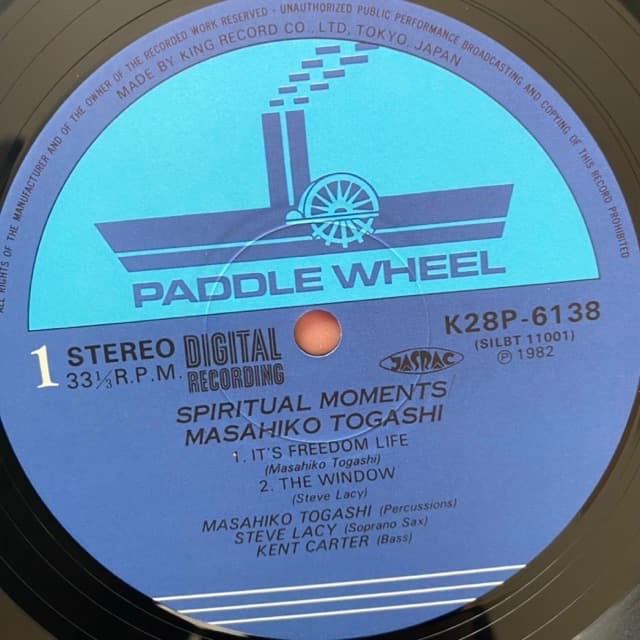 ALL RIGHTS OF THE MANUFACTURER AND OF THE OWNER OF THE RECORDED WORK RESERVED - UNAUTHORIZED PUBLIC PERFORMANCE BROADCASTING AND COPYING OF THIS RECORD PROHIBITED
MADE BY KING RECORD CO., LTD, TOKYO, JAPAN
PADDLE WHEEL
K28P-6138
(SILBT 11001)
℗ 1982
JASRAC
1 STEREO
33 1/3 R.P.M.
DIGITAL
RECORDING
SPIRITUAL MOMENTS
MASAHIKO TOGASHI
1. IT'S FREEDOM LIFE
(Masahiko Togashi)
2. THE WINDOW
(Steve Lacy)
MASAHIKO TOGASHI (Percussions)
STEVE LACY (Soprano Sax)
KENT CARTER (Bass)